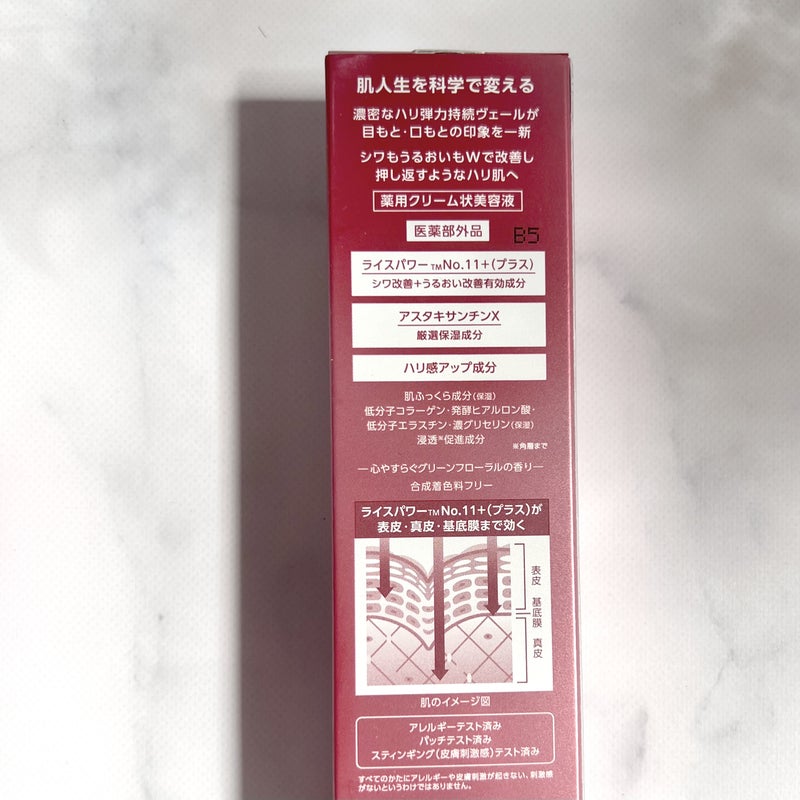 肌人生を科学で変える
濃密なハリ弾力持続ヴェールが
目もと・口もとの印象を一新
シワもうるおいもWで改善し
押し返すようなハリ肌へ
薬用クリーム状美容液
医薬部外品
B5
ライスパワー™No.11+(プラス)
シワ改善+うるおい改善有効成分
アスタキサンチンX
厳選保湿成分
ハリ感アップ成分
肌ふっくら成分(保湿)
低分子コラーゲン・発酵ヒアルロン酸・
低分子エラスチン・濃グリセリン(保湿)
浸透※促進成分
※角層まで
―心やすらぐグリーンフローラルの香り―
合成着色料フリー
ライスパワー™No.11+(プラス)が
表皮・真皮・基底膜まで効く
表皮
基底膜
真皮
肌のイメージ図
アレルギーテスト済み
パッチテスト済み
スティンギング(皮膚刺激感)テスト済み
すべてのかたにアレルギーや皮膚刺激が起きない、刺激感
がないというわけではありません。